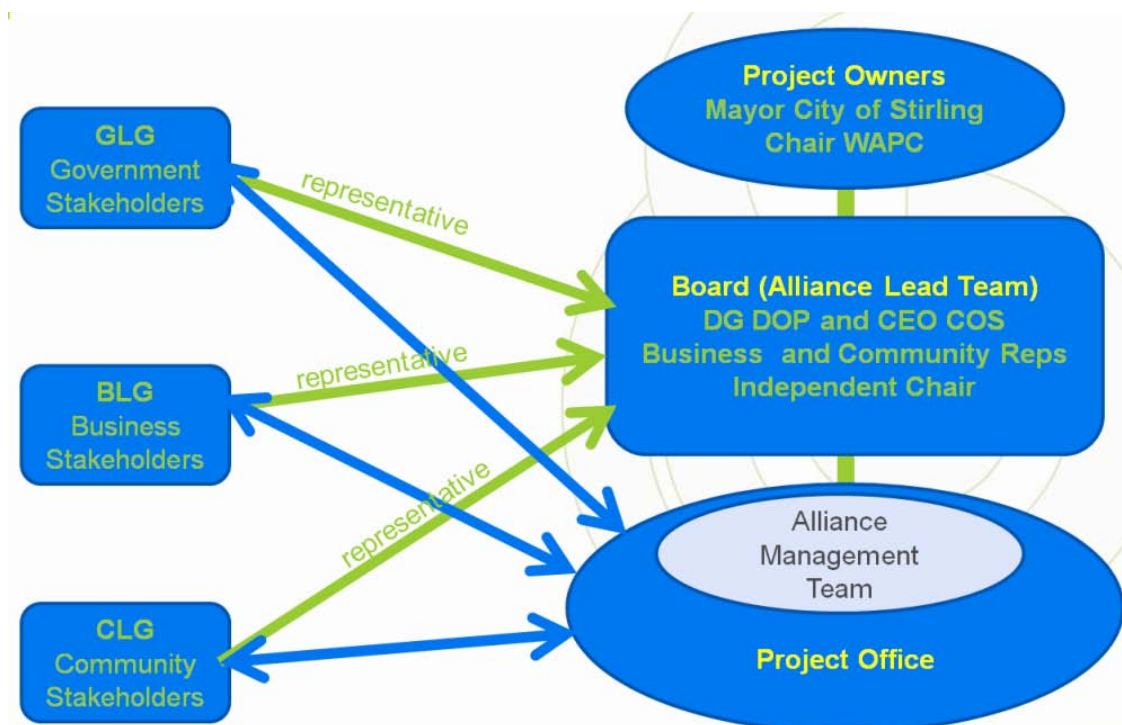 GLG
Government
Stakeholders
representative
BLG
Business
Stakeholders
representative
CLG
Community
Stakeholders
representative
Project Owners
Mayor City of Stirling
Chair WAPC
Board (Alliance Lead Team)
DG DOP and CEO COS
Business and Community Reps
Independent Chair
Alliance
Management
Team
Project Office